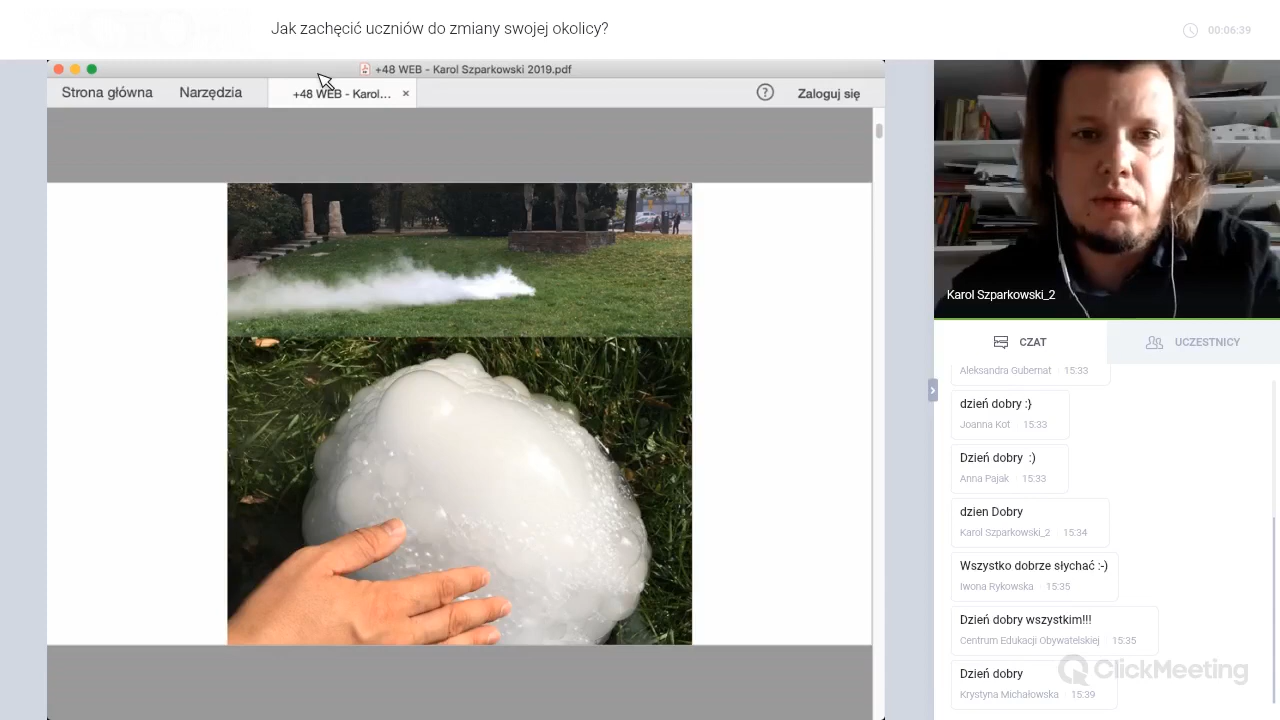 Jak zachęcić uczniów do zmiany swojej okolicy?
00:06:39
+48 WEB - Karol Szparkowski 2019.pdf
Strona główna
Narzędzia
+48 WEB - Karol...
×
?
Zaloguj się
Karol Szparkowski_2
CZAT
UCZESTNICY
Aleksandra Gubernat 15:33
dzień dobry :}
Joanna Kot 15:33
Dzień dobry :)
Anna Pajak 15:33
dzien Dobry
Karol Szparkowski_2 15:34
Wszystko dobrze słychać :-)
Iwona Rykowska 15:35
Dzień dobry wszystkim!!!
Centrum Edukacji Obywatelskiej 15:35
Dzień dobry
Krystyna Michałowska 15:39
ClickMeeting